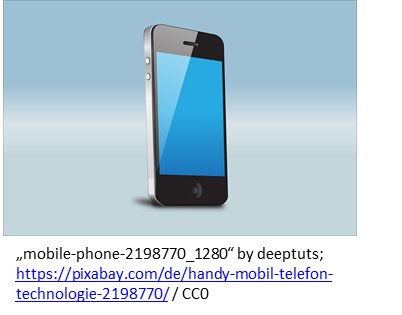 „mobile-phone-2198770_1280“ by deeptuts;
https://pixabay.com/de/handy-mobil-telefon-
technologie-2198770/ / CC0